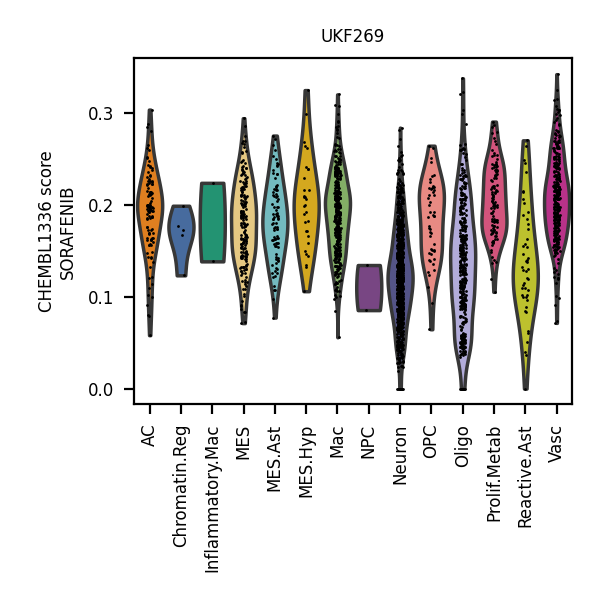 UKF269
CHEMBL1336 score
SORAFENIB
0.3
0.2
0.1
0.0
AC
Chromatin.Reg
Inflammatory.Mac
MES
MES.Ast
MES.Hyp
Mac
NPC
Neuron
OPC
Oligo
Prolif.Metab
Reactive.Ast
Vasc